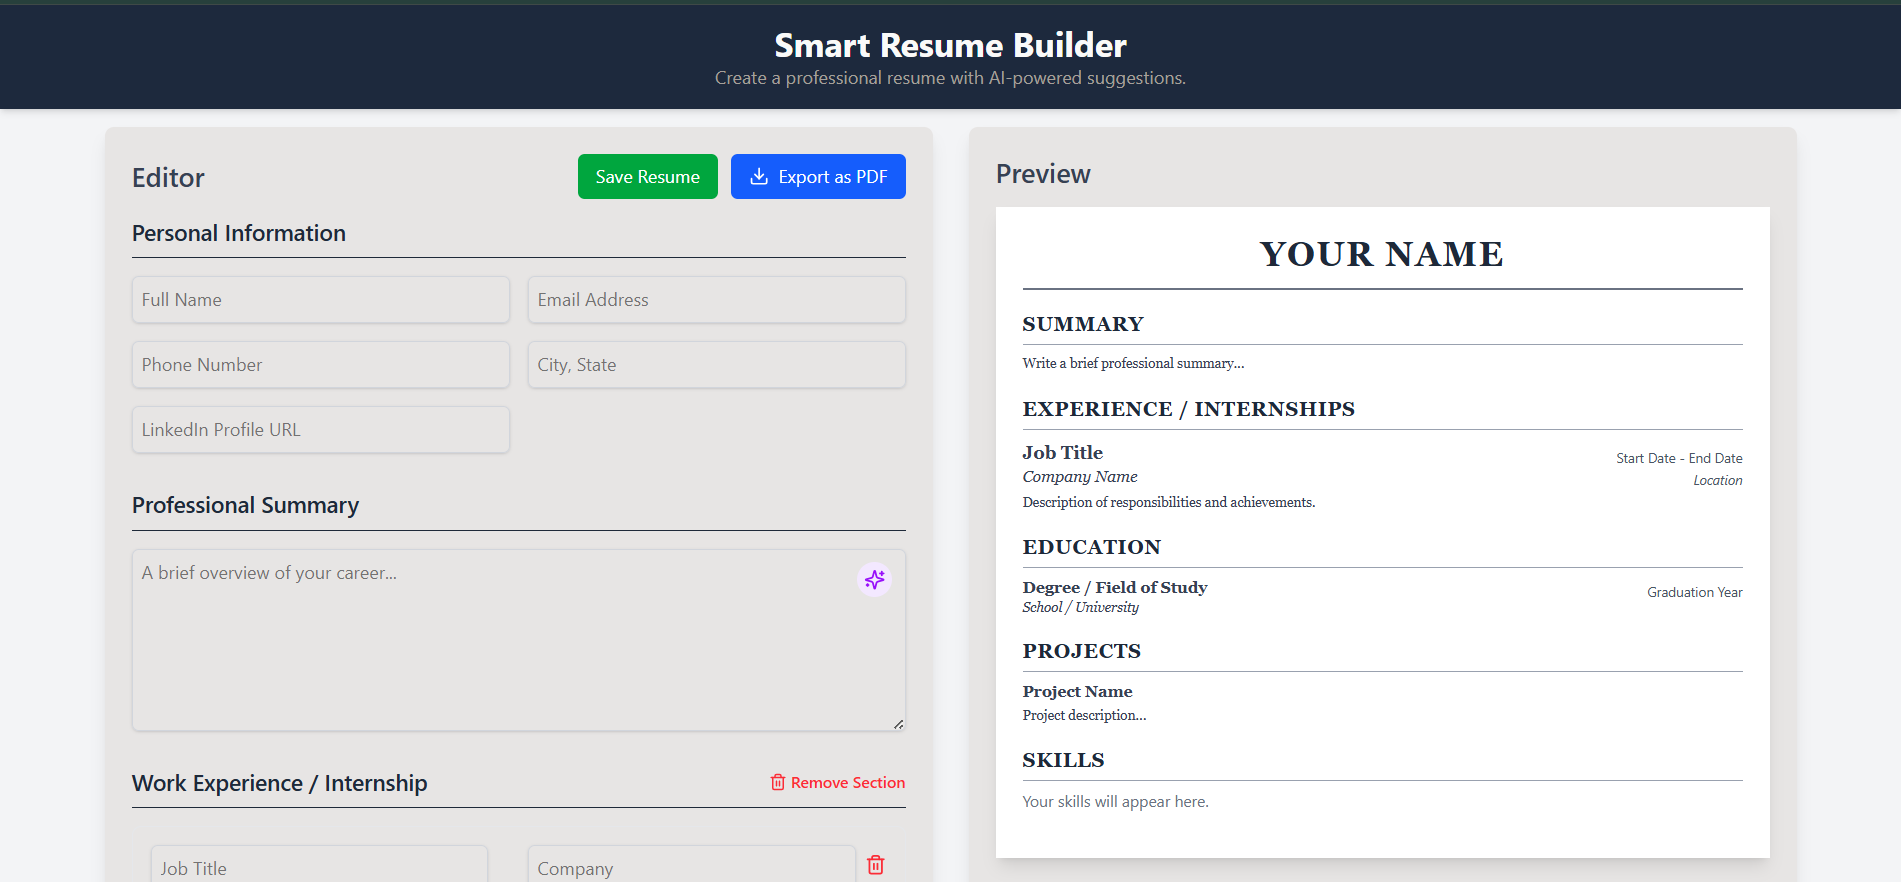 Smart Resume Builder
Create a professional resume with AI-powered suggestions.
Editor
Save Resume
Export as PDF
Personal Information
Full Name
Email Address
Phone Number
City, State
LinkedIn Profile URL
Professional Summary
A brief overview of your career...
Work Experience / Internship
Remove Section
Job Title
Company
Preview
YOUR NAME
SUMMARY
Write a brief professional summary...
EXPERIENCE / INTERNSHIPS
Job Title
Start Date - End Date
Company Name
Location
Description of responsibilities and achievements.
EDUCATION
Degree / Field of Study
Graduation Year
School / University
PROJECTS
Project Name
Project description...
SKILLS
Your skills will appear here.